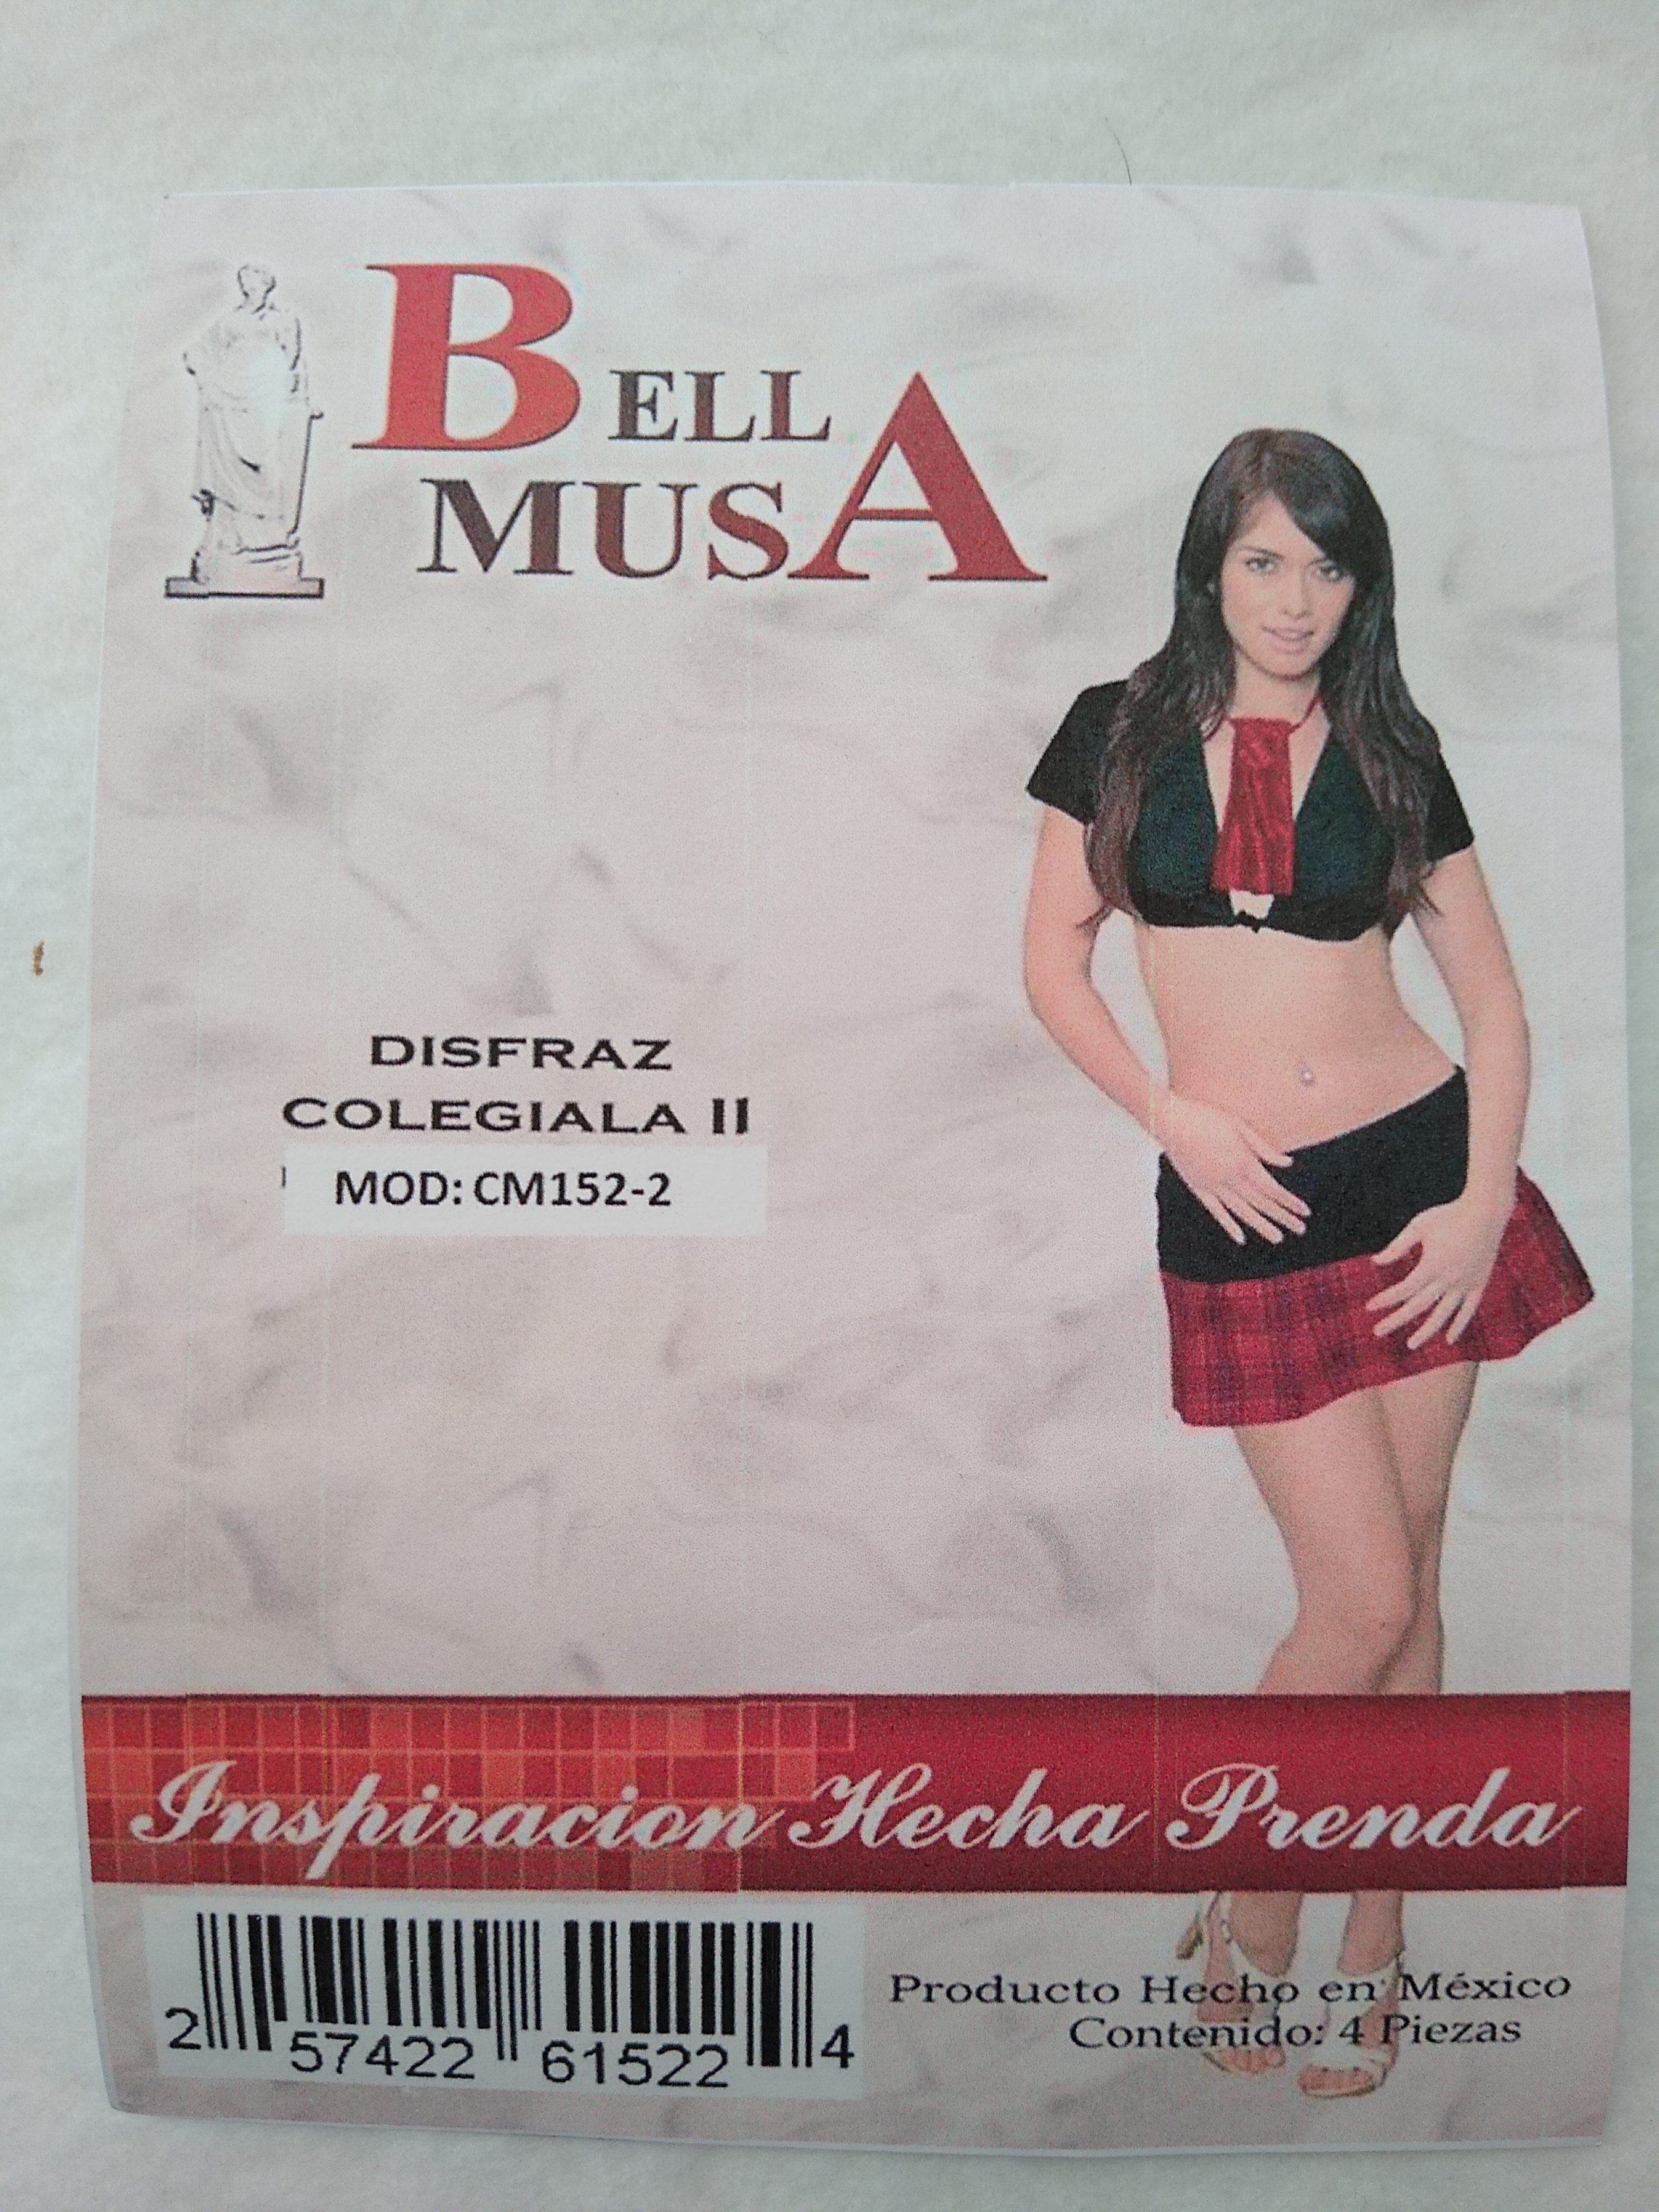 BELLA
MUSA
DISFRAZ
COLEGIALA II
MOD: CM152-2
Inspiracion Hecha Prenda
2 57422 61522 4
Producto Hecho en México
Contenido: 4 Piezas